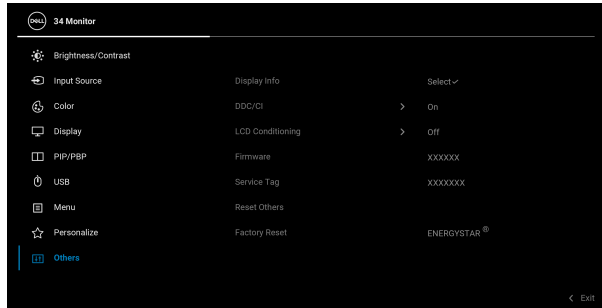 DELL 34 Monitor
Brightness/Contrast
Input Source Display Info Select✓
Color DDC/CI > On
Display LCD Conditioning > Off
PIP/PBP Firmware XXXXXX
USB Service Tag XXXXXXX
Menu Reset Others
Personalize Factory Reset ENERGYSTAR ®
Others
< Exit